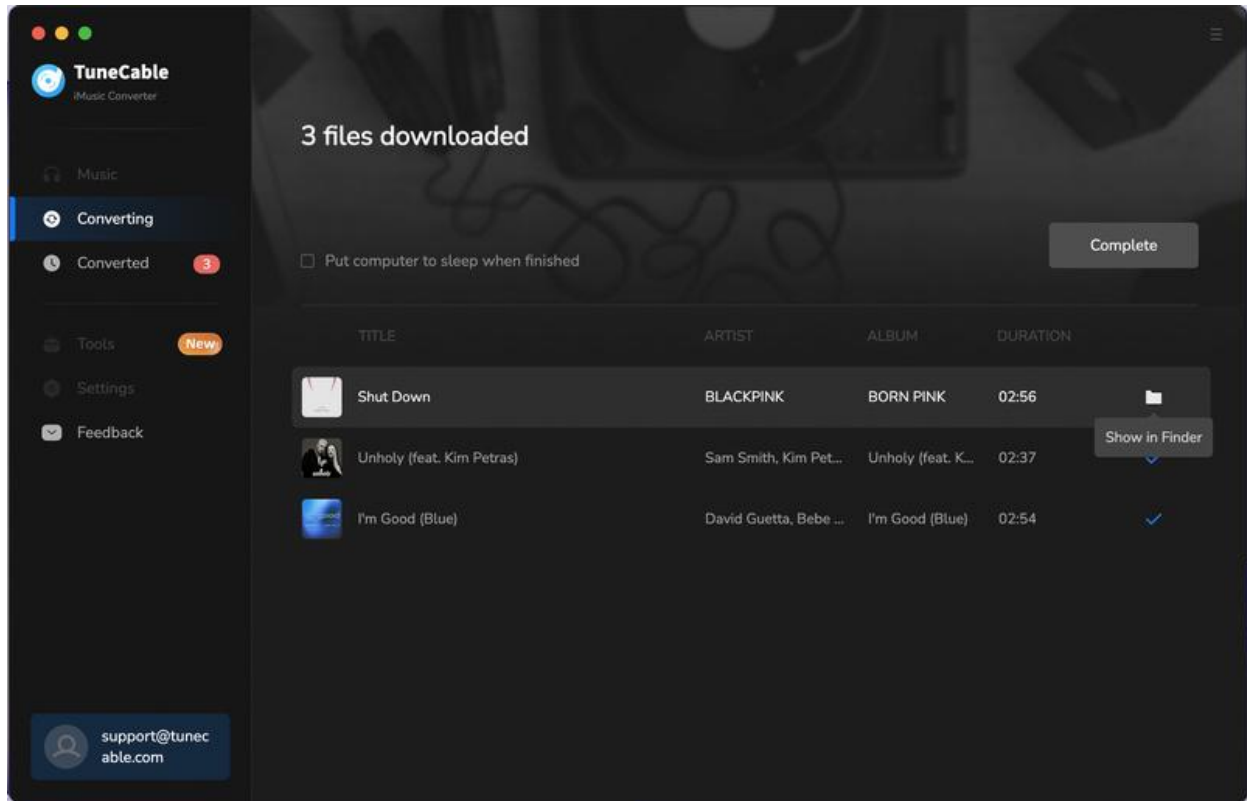 TuneCable
iMusic Converter
3 files downloaded
Music
Converting
Converted 3
Put computer to sleep when finished
Complete
Tools New
Settings
Feedback
TITLE ARTIST ALBUM DURATION
Shut Down BLACKPINK BORN PINK 02:56
Show in Finder
Unholy (feat. Kim Petras) Sam Smith, Kim Pet... Unholy (feat. K... 02:37
I'm Good (Blue) David Guetta, Bebe ... I'm Good (Blue) 02:54
support@tunec
able.com